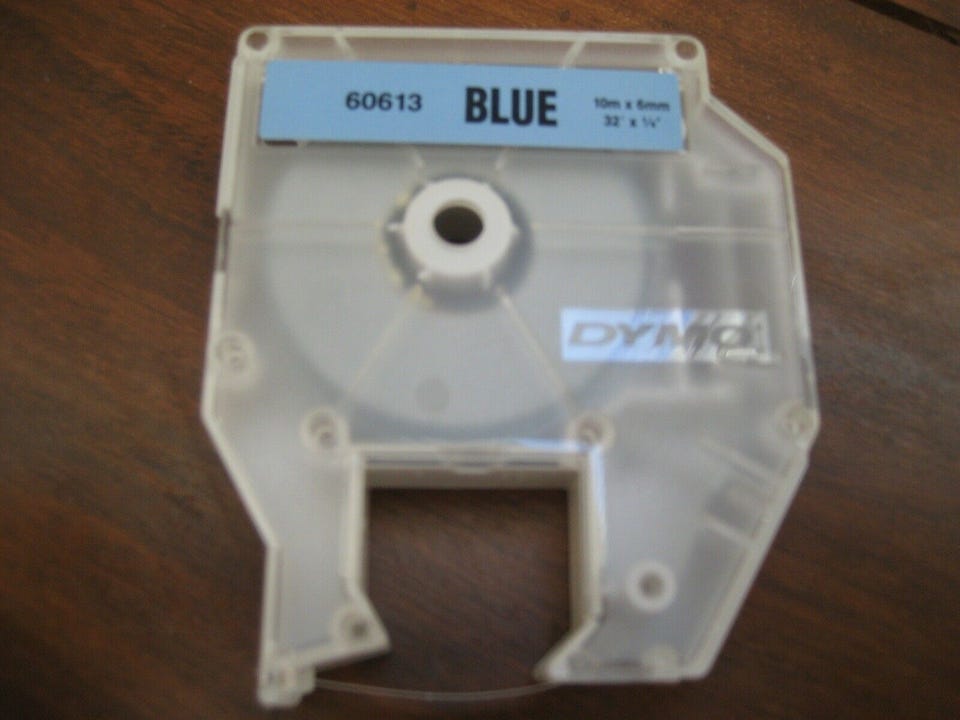 60613 BLUE 10m x 6mm
32' x ¼"
DYMO